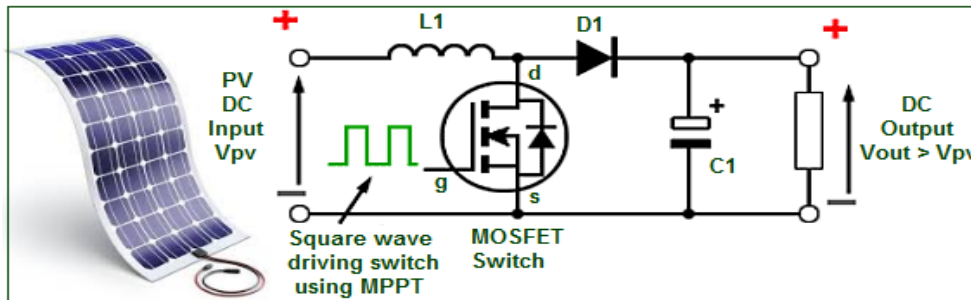 +
L1
D1
+
PV
DC
Input
Vpv
d
g
s
+
C1
DC
Output
Vout > Vpv
—
—
Square wave
driving switch
using MPPT
MOSFET
Switch